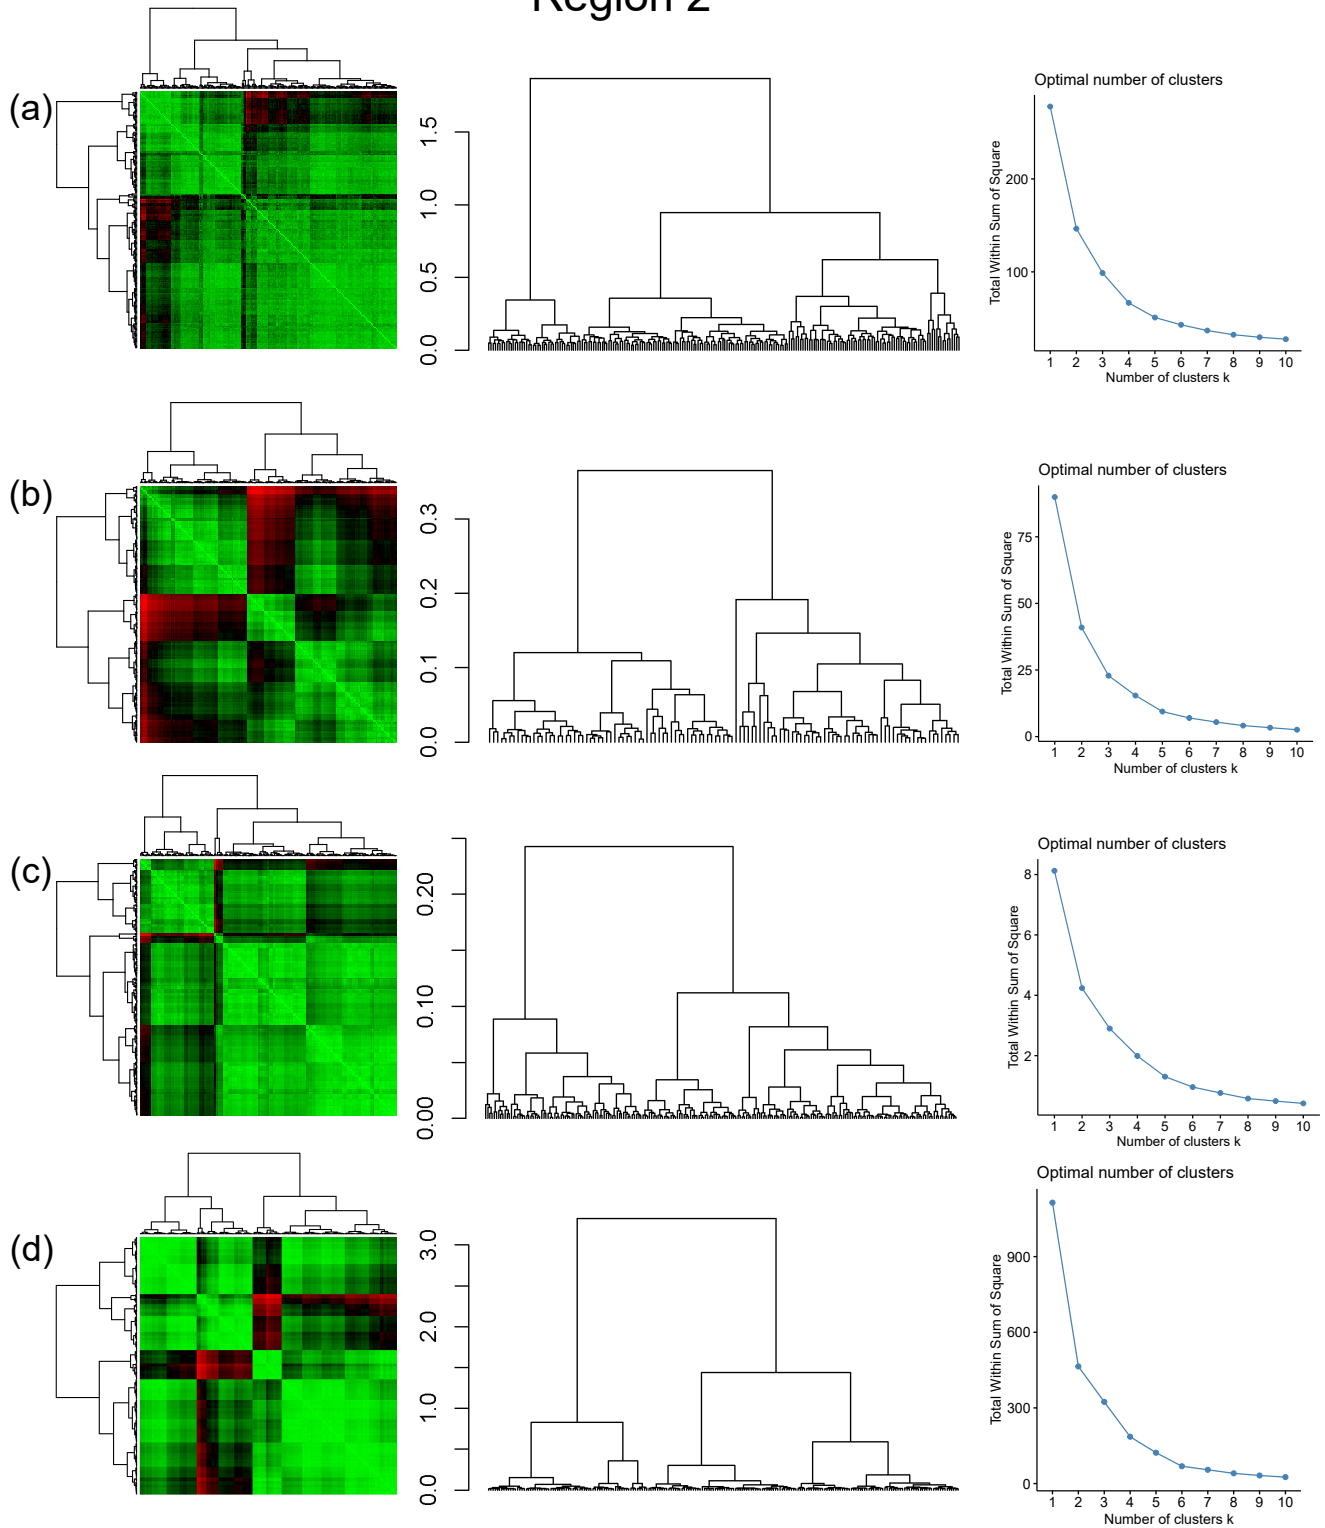 Region 2
(a)
0.0 0.5 1.0 1.5
Optimal number of clusters
Total Within Sum of Square
200
100
1 2 3 4 5 6 7 8 9 10
Number of clusters k
(b)
0.0 0.1 0.2 0.3
Optimal number of clusters
Total Within Sum of Square
75
50
25
0
1 2 3 4 5 6 7 8 9 10
Number of clusters k
(c)
0.00 0.10 0.20
Optimal number of clusters
Total Within Sum of Square
8
6
4
2
1 2 3 4 5 6 7 8 9 10
Number of clusters k
(d)
0.0 1.0 2.0 3.0
Optimal number of clusters
Total Within Sum of Square
900
600
300
0
1 2 3 4 5 6 7 8 9 10
Number of clusters k